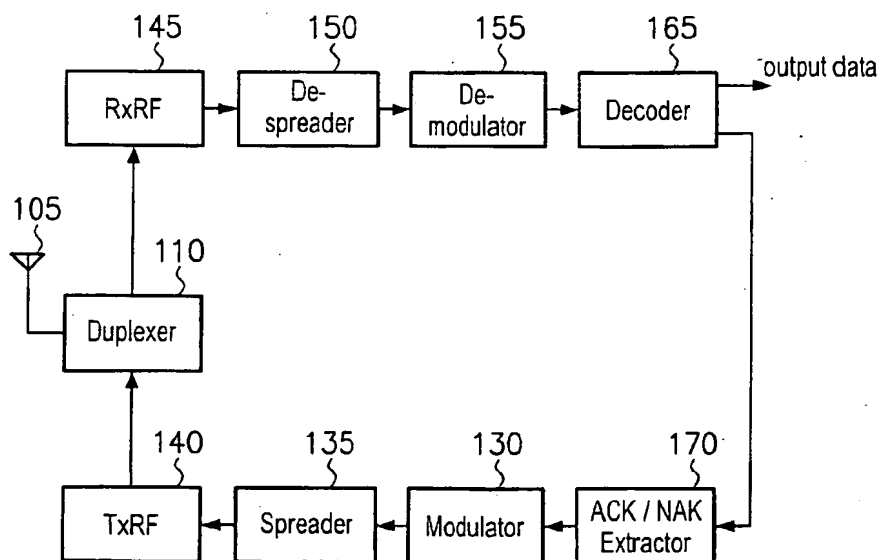 145
150
155
165
RxRF
De-
spreader
De-
modulator
Decoder
output data
105
110
Duplexer
140
135
130
170
TxRF
Spreader
Modulator
ACK / NAK
Extractor